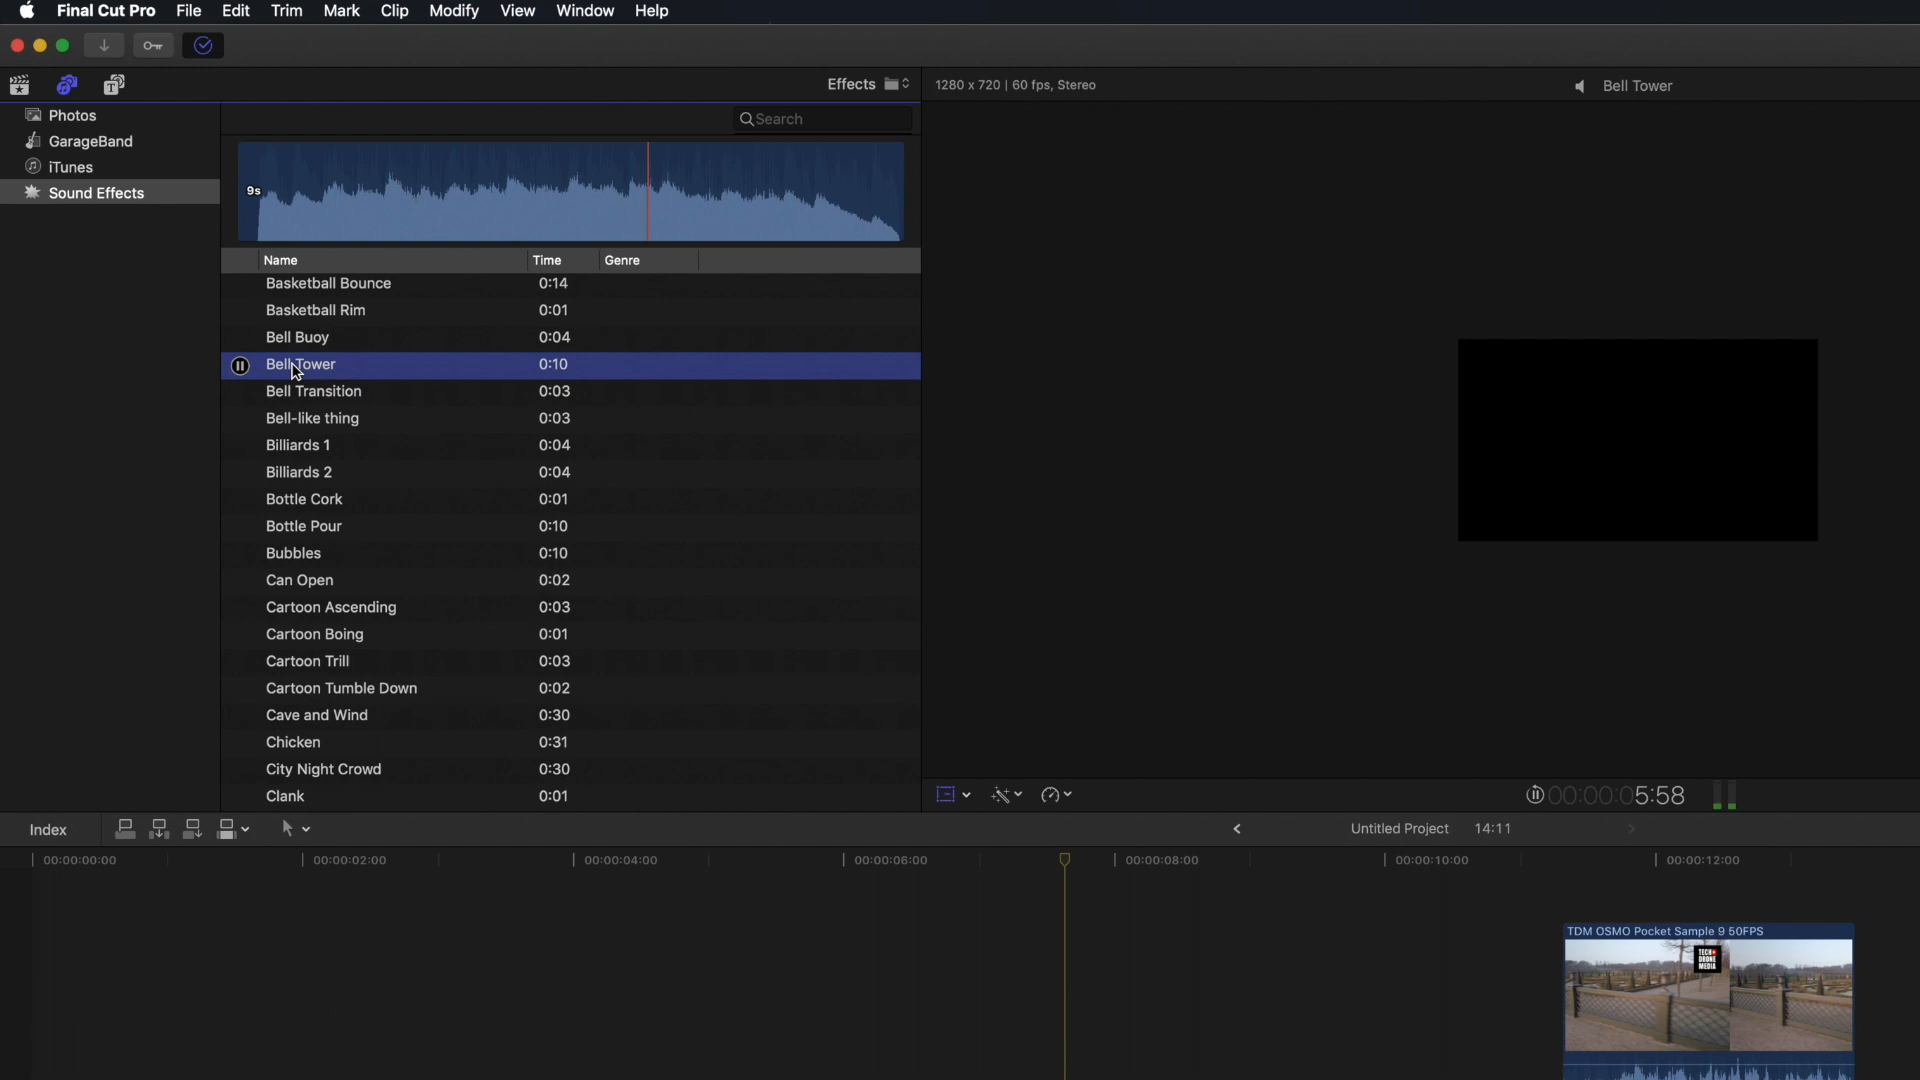 Final Cut Pro File Edit Trim Mark Clip Modify View Window Help
Effects
1280 x 720 | 60 fps, Stereo
Bell Tower
Photos
GarageBand
iTunes
Sound Effects
Search
9s
Name Time Genre
Basketball Bounce 0:14
Basketball Rim 0:01
Bell Buoy 0:04
Bell Tower 0:10
Bell Transition 0:03
Bell-like thing 0:03
Billiards 1 0:04
Billiards 2 0:04
Bottle Cork 0:01
Bottle Pour 0:10
Bubbles 0:10
Can Open 0:02
Cartoon Ascending 0:03
Cartoon Boing 0:01
Cartoon Trill 0:03
Cartoon Tumble Down 0:02
Cave and Wind 0:30
Chicken 0:31
City Night Crowd 0:30
Clank 0:01
00:00:05:58
Index
Untitled Project 14:11
00:00:00:00 00:00:02:00 00:00:04:00 00:00:06:00 00:00:08:00 00:00:10:00 00:00:12:00
TDM OSMO Pocket Sample 9 50FPS
TECH
DRONE
MEDIA